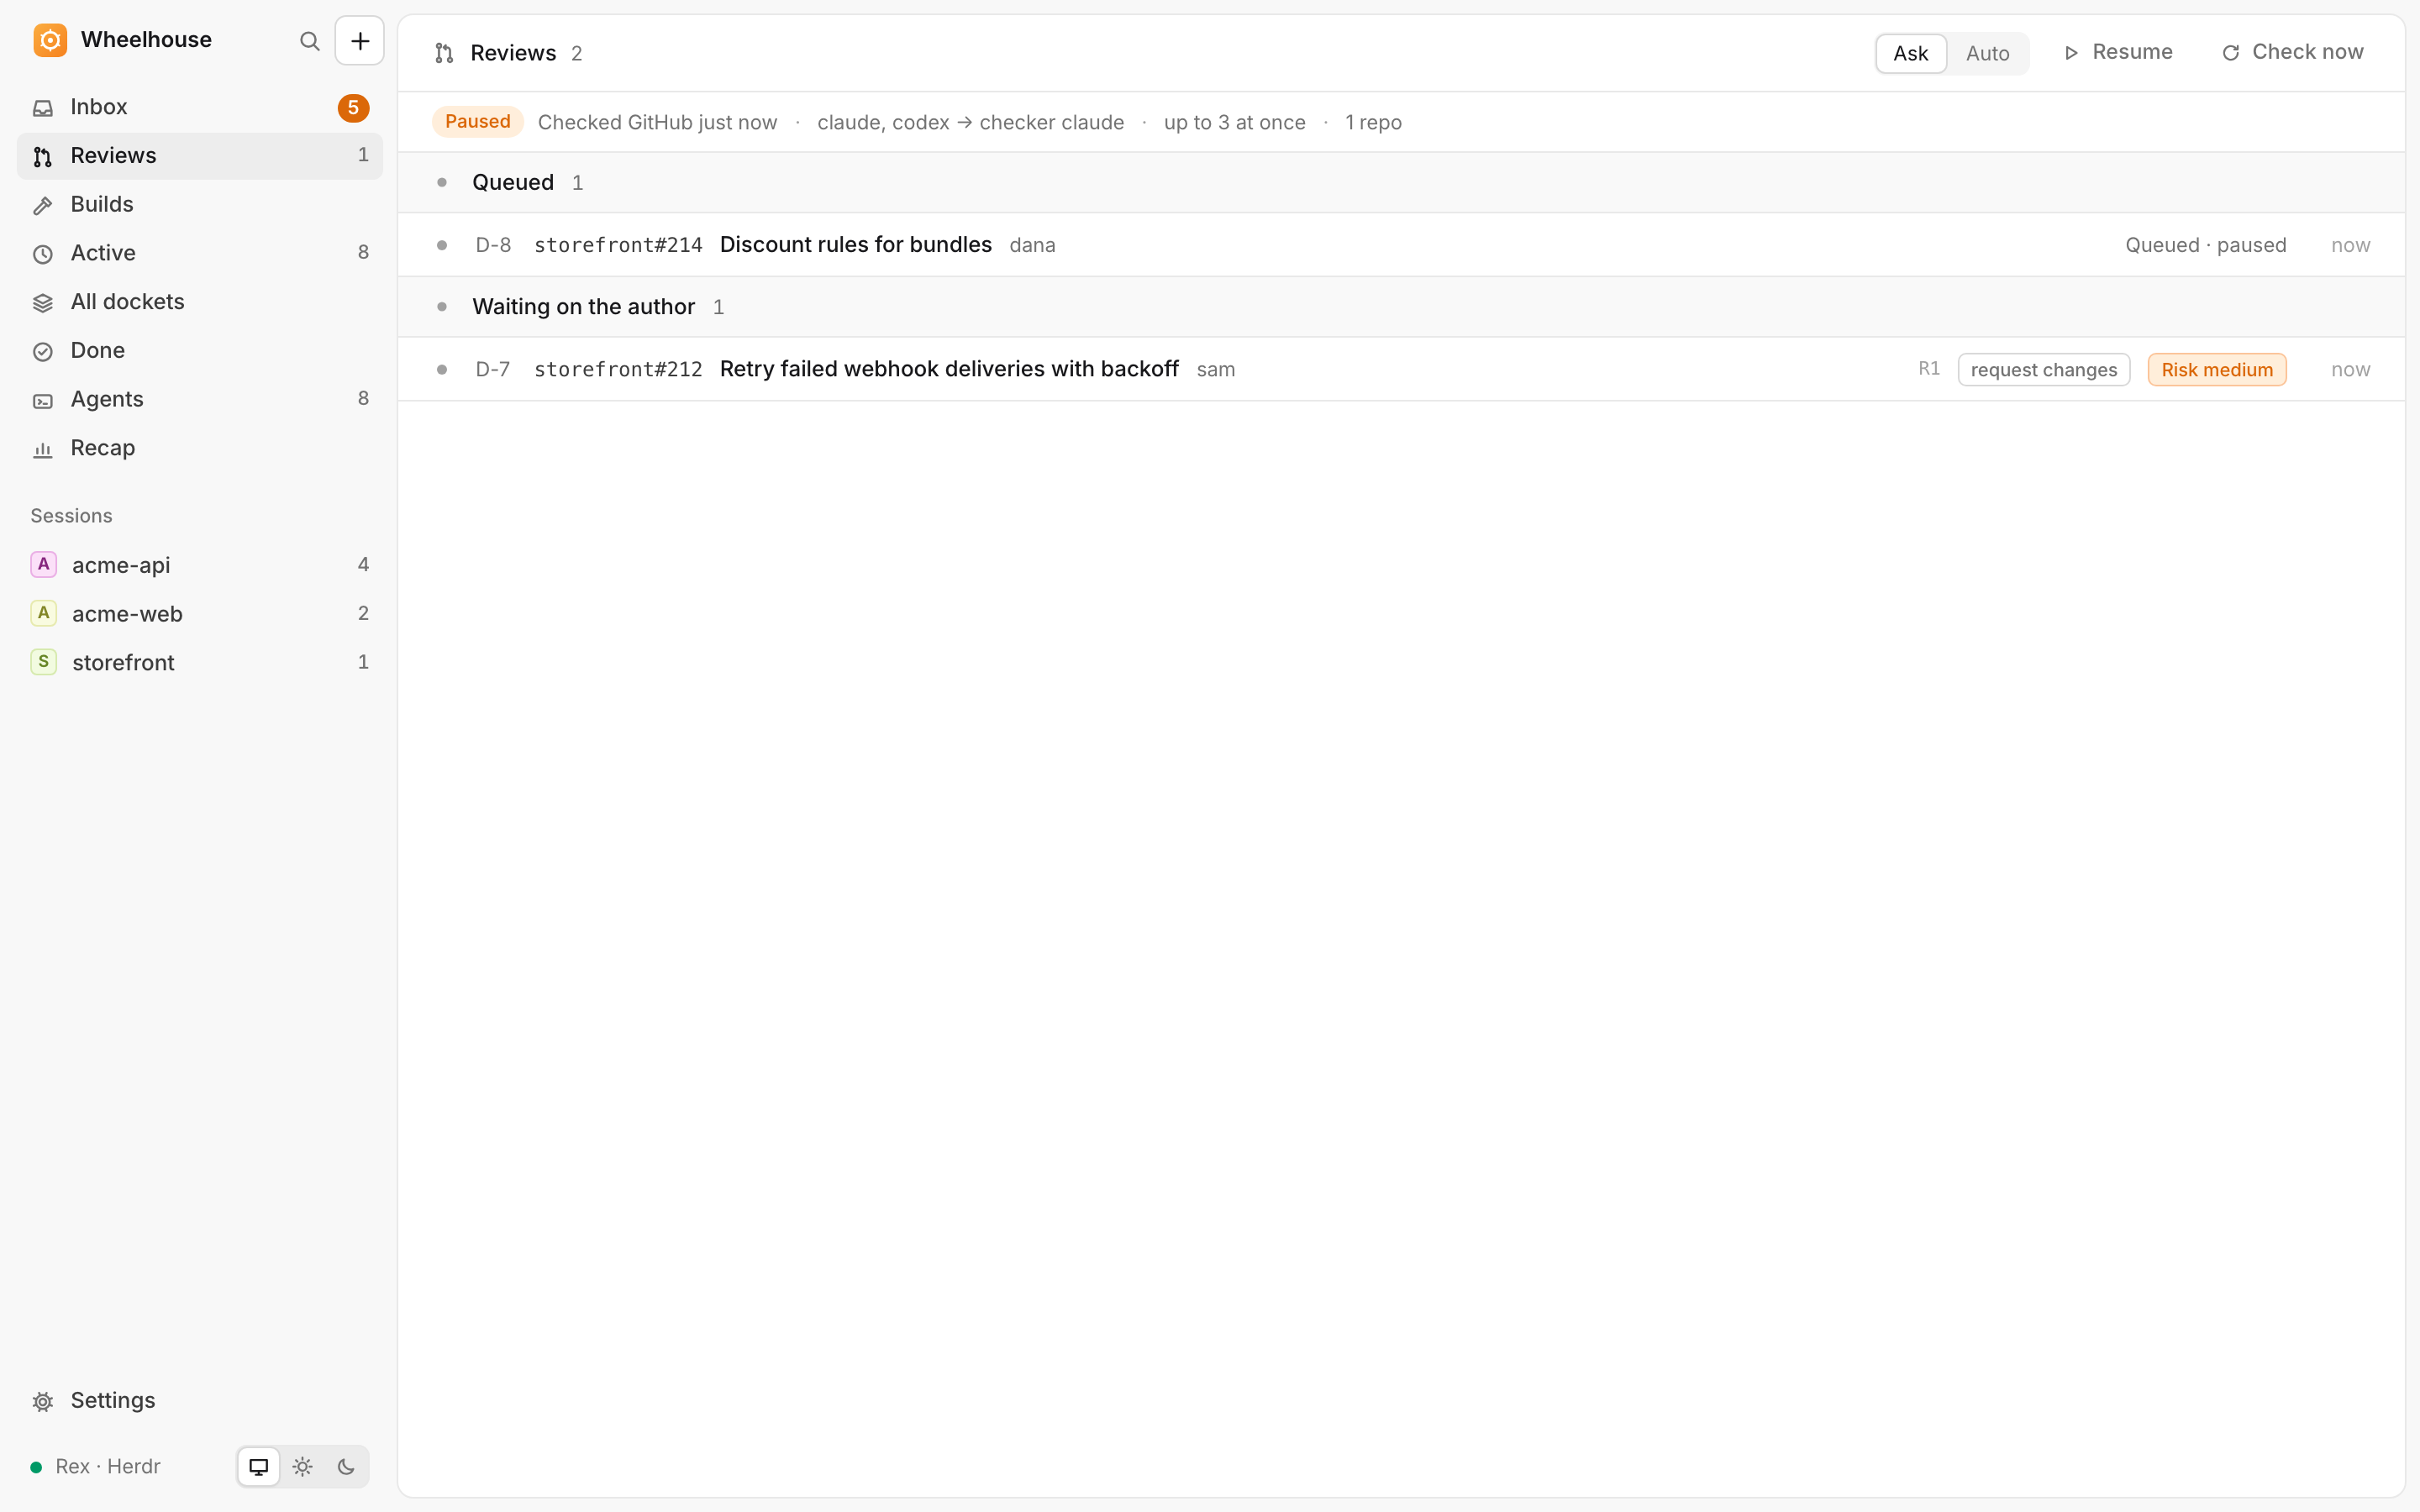 Wheelhouse
Inbox 5
Reviews 1
Builds
Active 8
All dockets
Done
Agents 8
Recap
Sessions
A acme-api 4
A acme-web 2
S storefront 1
Settings
Rex · Herdr
Reviews 2 Ask Auto Resume Check now
Paused Checked GitHub just now · claude, codex → checker claude · up to 3 at once · 1 repo
Queued 1
D-8 storefront#214 Discount rules for bundles dana Queued · paused now
Waiting on the author 1
D-7 storefront#212 Retry failed webhook deliveries with backoff sam R1 request changes Risk medium now